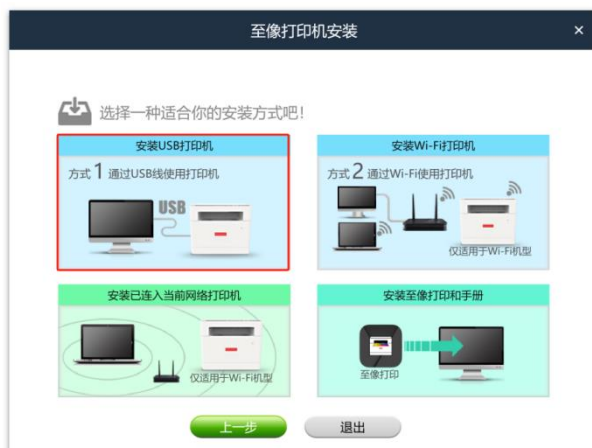 至像打印机安装
选择一种适合你的安装方式吧！
安装USB打印机
方式1 通过USB线使用打印机
USB
安装Wi-Fi打印机
方式2 通过Wi-Fi使用打印机
仅适用于Wi-Fi机型
安装已连入当前网络打印机
仅适用于Wi-Fi机型
安装至像打印和手册
至像打印
上一步
退出